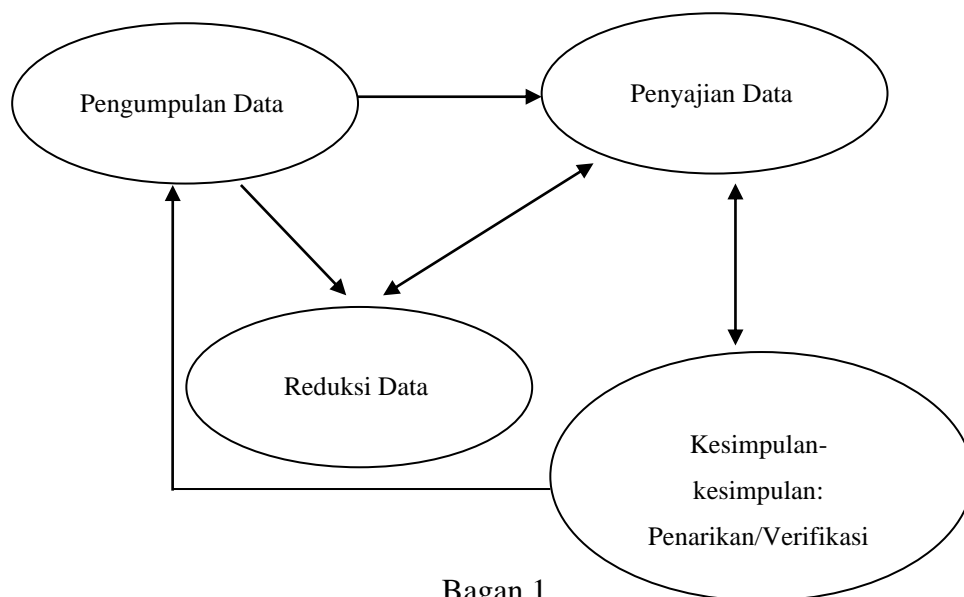 Pengumpulan Data
Penyajian Data
Reduksi Data
Kesimpulan-
kesimpulan:
Penarikan/Verifikasi
Bagan 1